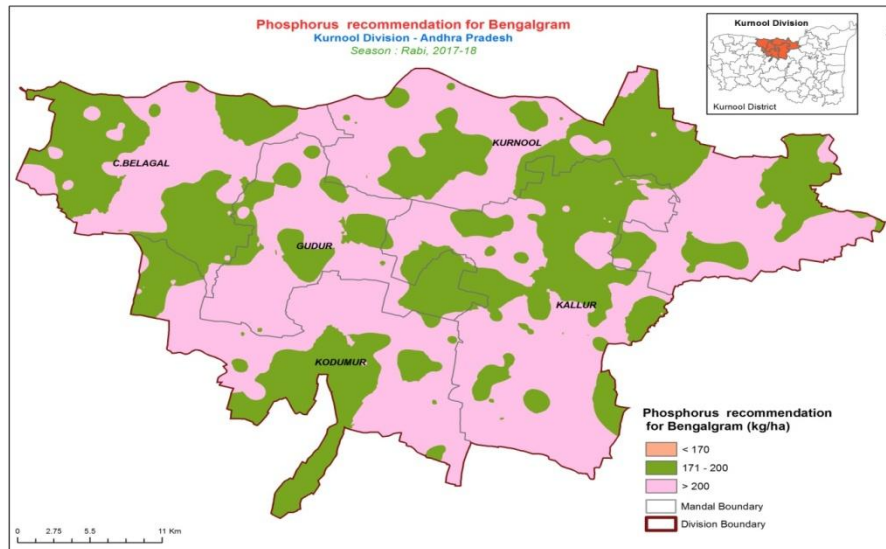 Phosphorus recommendation for Bengalgram
Kurnool Division - Andhra Pradesh
Season : Rabi, 2017-18
Kurnool Division
Kurnool District
KURNOOL
C.BELAGAL
GUDUR
KALLUR
KODUMUR
Phosphorus recommendation
for Bengalgram (kg/ha)
< 170
171 - 200
> 200
Mandal Boundary
Division Boundary
0 2.75 5.5 11 Km